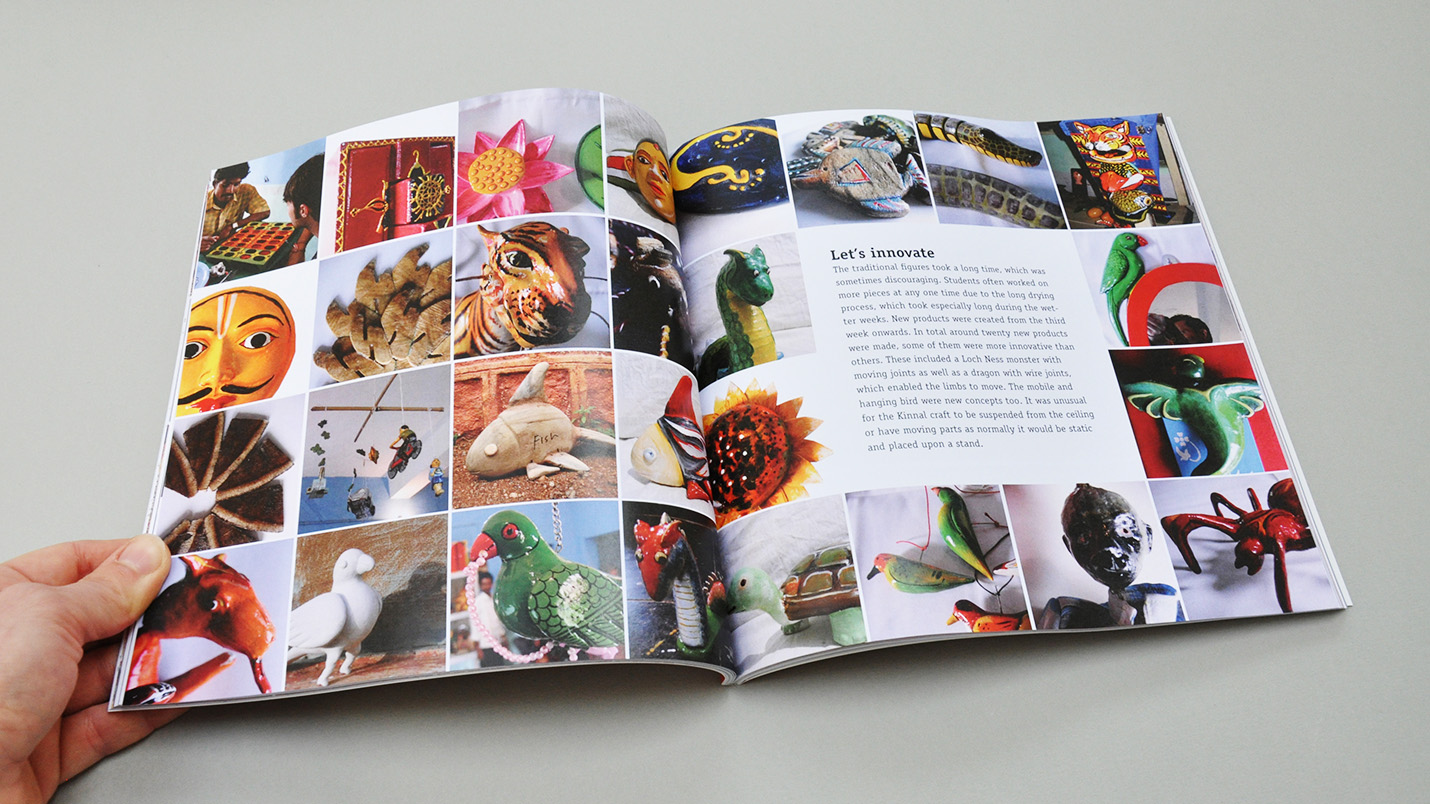 Let's innovate
The traditional figures took a long time, which was
sometimes discouraging. Students often worked on
more pieces at any one time due to the long drying
process, which took especially long during the wet-
ter weeks. New products were created from the third
week onwards. In total around twenty new products
were made, some of them were more innovative than
others. These included a Loch Ness monster with
moving joints as well as a dragon with wire joints,
which enabled the limbs to move. The mobile and
hanging bird were new concepts too. It was unusual
for the Kinnal craft to be suspended from the ceiling
or have moving parts as normally it would be static
and placed upon a stand.
Fish